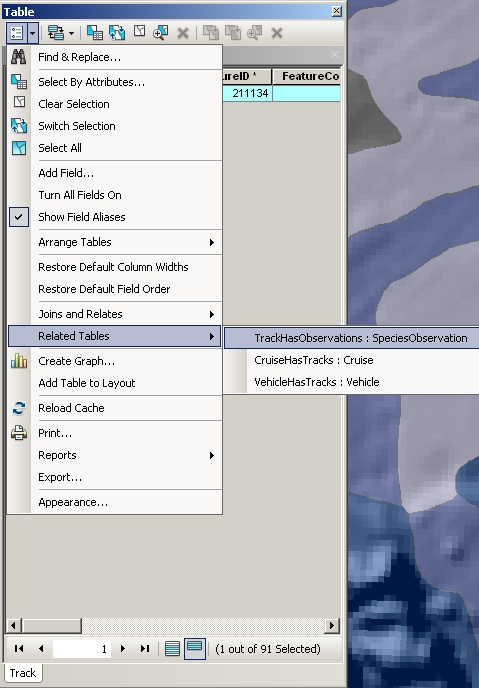 Table
Find & Replace...
ureID *
FeatureCo
Select By Attributes...
211134
Clear Selection
Switch Selection
Select All
Add Field...
Turn All Fields On
Show Field Aliases
Arrange Tables
Restore Default Column Widths
Restore Default Field Order
Joins and Relates
Related Tables
TrackHasObservations : SpeciesObservation
CruiseHasTracks : Cruise
VehicleHasTracks : Vehicle
Create Graph...
Add Table to Layout
Reload Cache
Print...
Reports
Export...
Appearance...
1
(1 out of 91 Selected)
Track